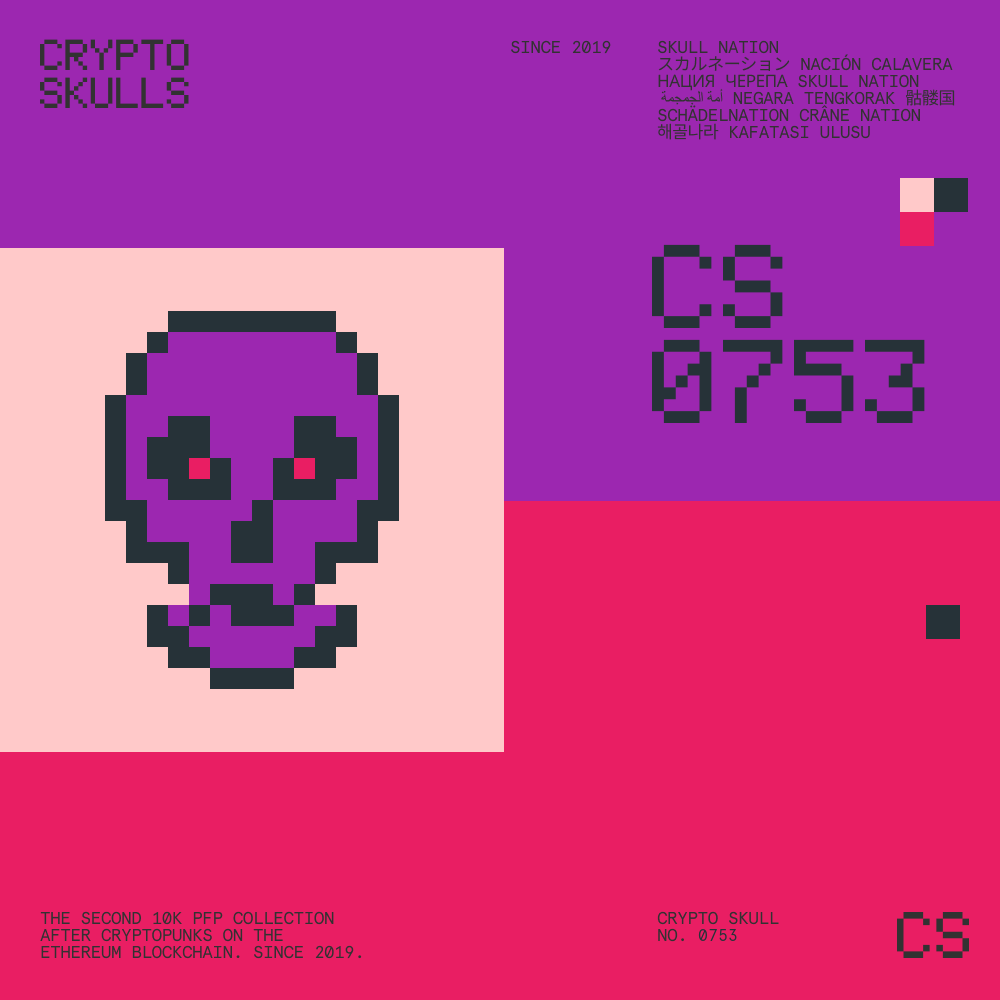 CRYPTO
SKULLS
SINCE 2019
SKULL NATION
スカルネーション NACIÓN CALAVERA
НАЦИЯ ЧЕРЕПА SKULL NATION
أمة الجمجمة NEGARA TENGKORAK 骷髅国
SCHÄDELNATION CRÂNE NATION
해골나라 KAFATASI ULUSU
CS
0753
THE SECOND 10K PFP COLLECTION
AFTER CRYPTOPUNKS ON THE
ETHEREUM BLOCKCHAIN. SINCE 2019.
CRYPTO SKULL
NO. 0753
CS